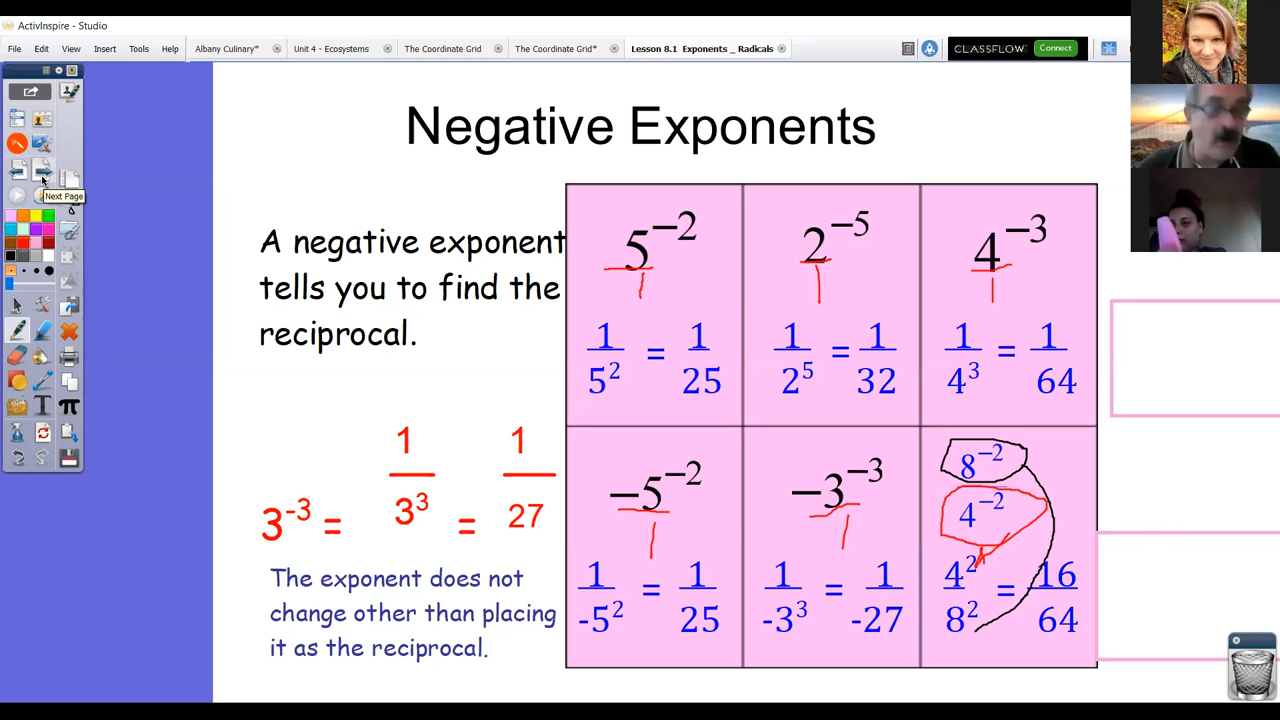 ActivInspire - Studio
File Edit View Insert Tools Help
Albany Culinary* Unit 4 - Ecosystems The Coordinate Grid The Coordinate Grid* Lesson 8.1 Exponents _ Radicals
CLASSFLOW Connect
Next Page
Negative Exponents
A negative exponent
tells you to find the
reciprocal.
3^-3 = 1/3^3 = 1/27
The exponent does not
change other than placing
it as the reciprocal.
5^-2 2^-5 4^-3
1 1 1
1/5^2 = 1/25 1/2^5 = 1/32 1/4^3 = 1/64
-5^-2 -3^-3 8^-2
4^-2
1 1
1/-5^2 = 1/25 1/-3^3 = 1/-27 4^2/8^2 = 16/64